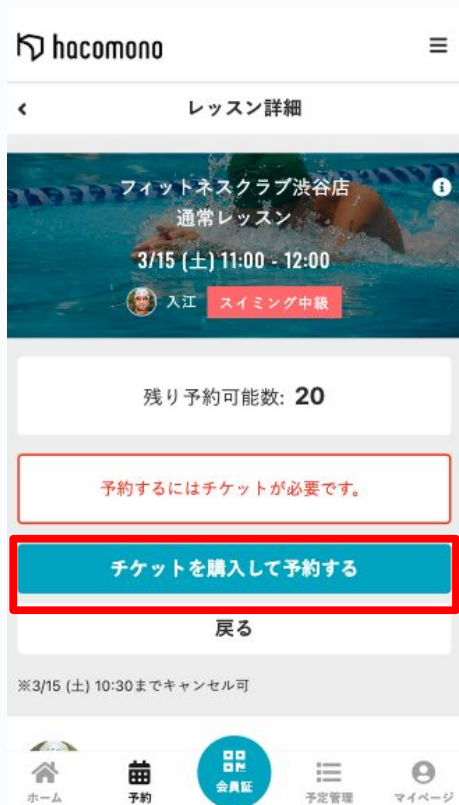 hacomono
レッスン詳細
フィットネスクラブ渋谷店
通常レッスン
3/15 (土) 11:00 - 12:00
入江 スイミング中級
残り予約可能数: 20
予約するにはチケットが必要です。
チケットを購入して予約する
戻る
※3/15 (土) 10:30までキャンセル可
ホーム 予約 会員証 予定管理 マイページ